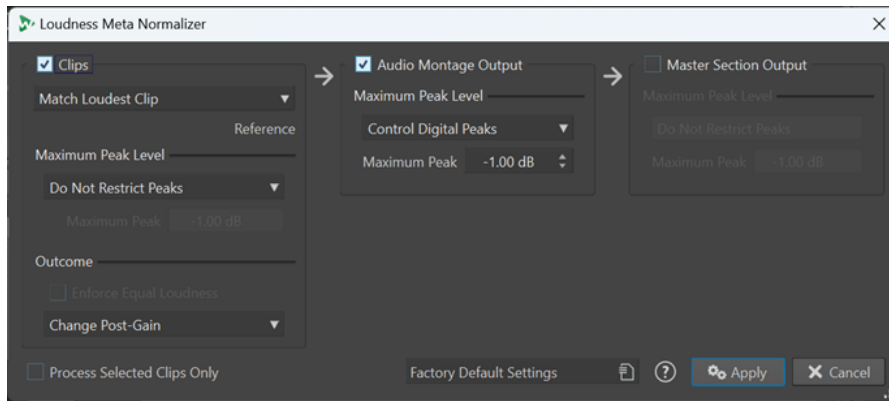 Loudness Meta Normalizer
Clips
Match Loudest Clip
Reference
Maximum Peak Level
Do Not Restrict Peaks
Maximum Peak -1.00 dB
Outcome
Enforce Equal Loudness
Change Post-Gain
Audio Montage Output
Maximum Peak Level
Control Digital Peaks
Maximum Peak -1.00 dB
Master Section Output
Maximum Peak Level
Do Not Restrict Peaks
Maximum Peak -1.00 dB
Process Selected Clips Only
Factory Default Settings
?
Apply
Cancel